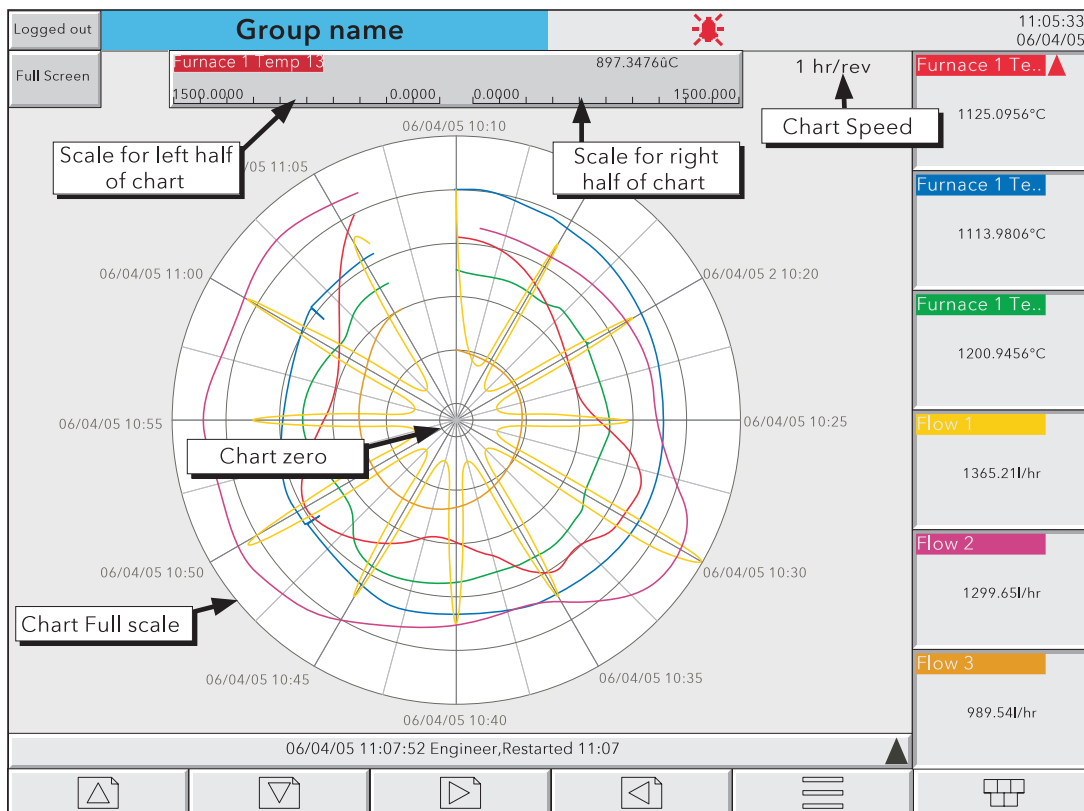 Logged out
Group name
11:05:33
06/04/05
Full Screen
Furnace 1 Temp 13
897.3476ûC
1500.0000
0.0000
0.0000
1500.000
1 hr/rev
Chart Speed
Scale for left half
of chart
Scale for right
half of chart
06/04/05 10:10
05 11:05
06/04/05 11:00
06/04/05 2 10:20
06/04/05 10:55
06/04/05 10:25
Chart zero
06/04/05 10:50
06/04/05 10:30
Chart Full scale
06/04/05 10:45
06/04/05 10:35
06/04/05 10:40
Furnace 1 Te..
1125.0956°C
Furnace 1 Te..
1113.9806°C
Furnace 1 Te..
1200.9456°C
Flow 1
1365.21l/hr
Flow 2
1299.65l/hr
Flow 3
989.54l/hr
06/04/05 11:07:52 Engineer,Restarted 11:07